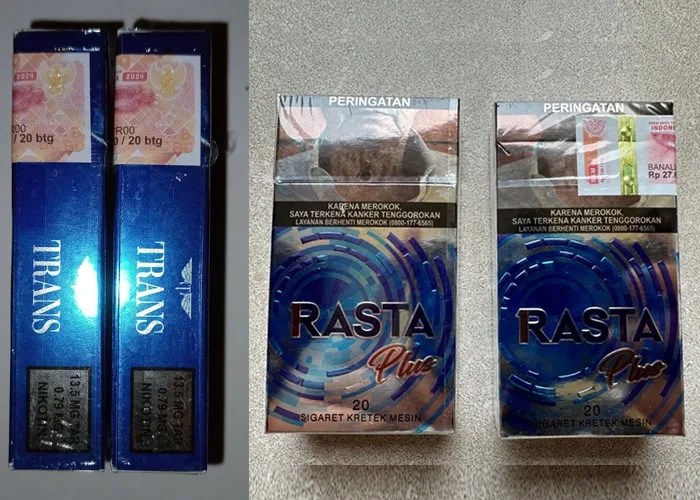 2024
/ 20 btg
TRANS
13.5 MG TAR
0.79 MG
NIKOTIN
2024
PR00
0 / 20 btg
TRANS
13.5 MG TAR
0.79 MG
NIKOTIN
PERINGATAN
KARENA MEROKOK,
SAYA TERKENA KANKER TENGGOROKAN
LAYANAN BERHENTI MEROKOK (0800-177-6565)
RASTA
Plus
20
SIGARET KRETEK MESIN
PERINGATAN
INDONE
BANAL
Rp 27.
KARENA MEROKOK,
SAYA TERKENA KANKER TENGGOROKAN
LAYANAN BERHENTI MEROKOK (0800-177-6565)
RASTA
Plus
20
SIGARET KRETEK MESIN